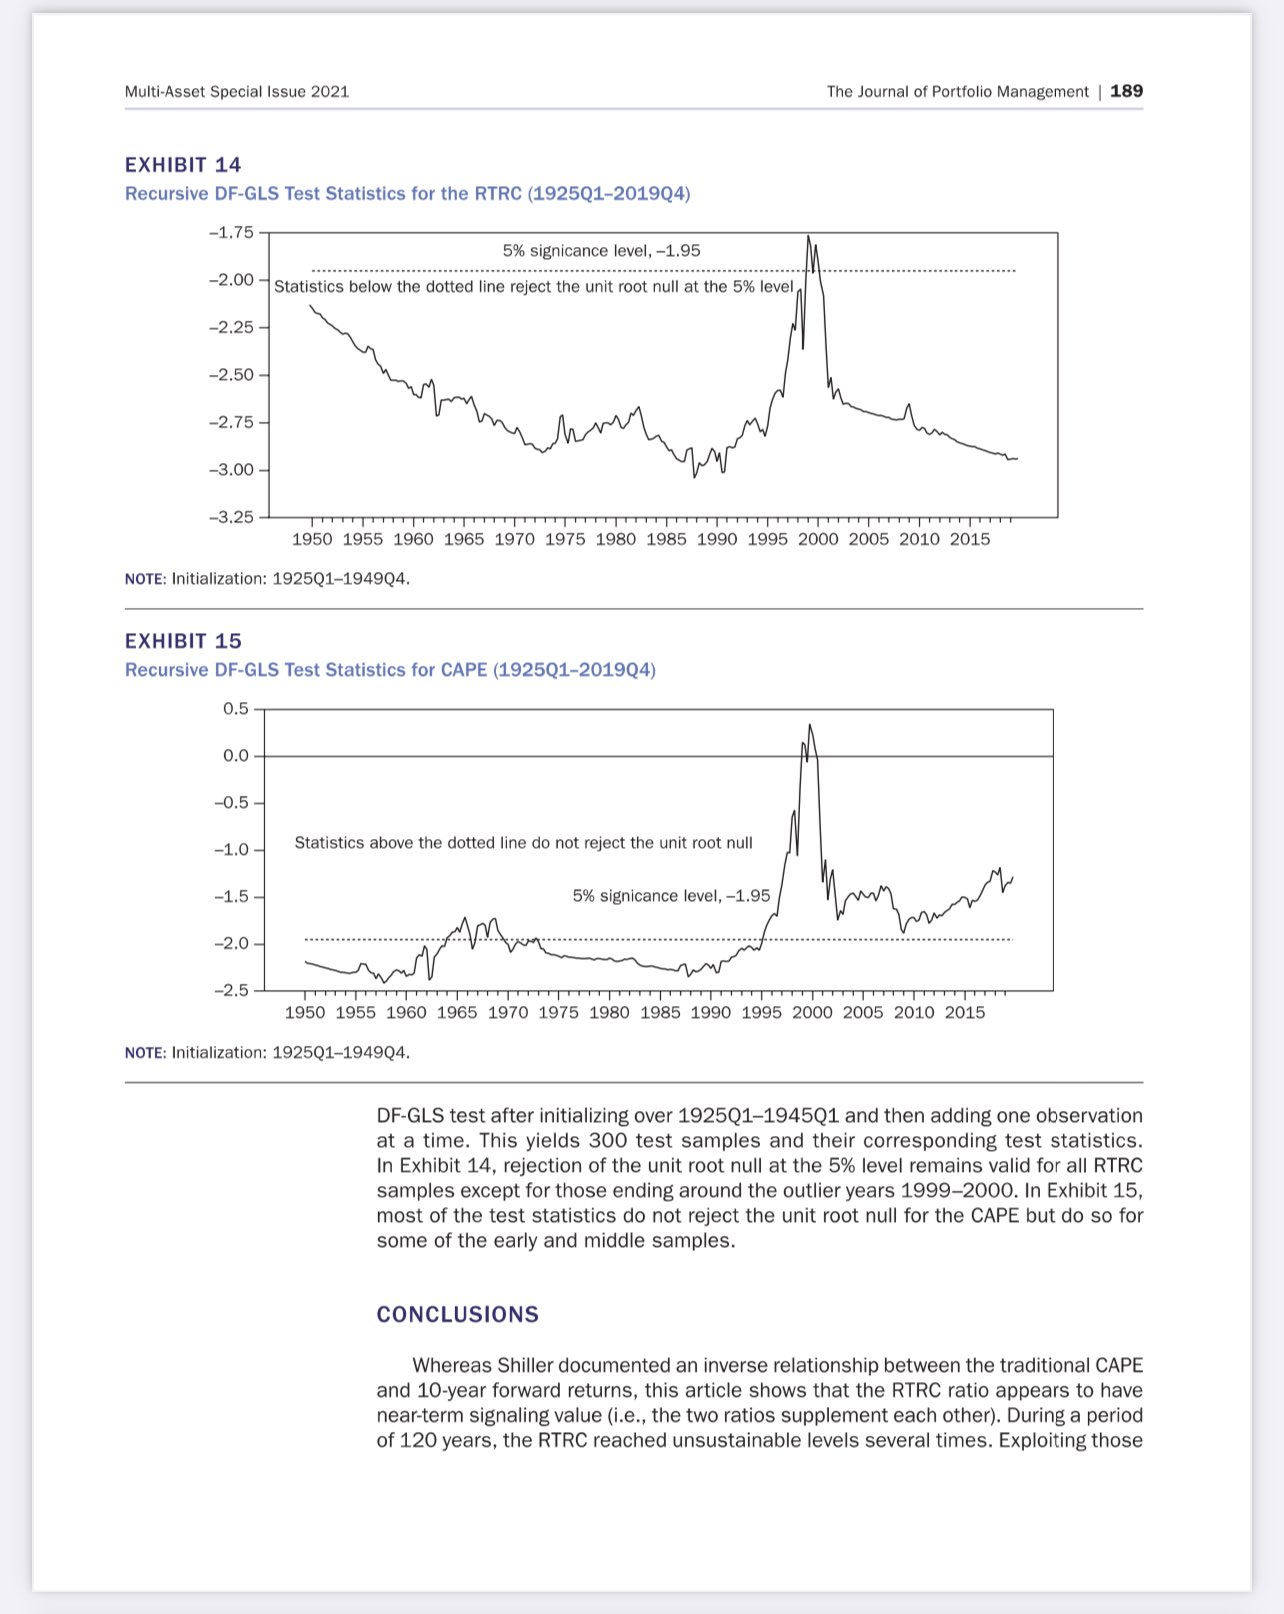 Multi-Asset Special Issue 2021
The Journal of Portfolio Management | 189
EXHIBIT 14
Recursive DF-GLS Test Statistics for the RTRC (1925Q1–2019Q4)
–1.75
5% signicance level, –1.95
–2.00
Statistics below the dotted line reject the unit root null at the 5% level
–2.25
–2.50
–2.75
–3.00
–3.25
1950 1955 1960 1965 1970 1975 1980 1985 1990 1995 2000 2005 2010 2015
NOTE: Initialization: 1925Q1–1949Q4.
EXHIBIT 15
Recursive DF-GLS Test Statistics for CAPE (1925Q1–2019Q4)
0.5
0.0
–0.5
–1.0
Statistics above the dotted line do not reject the unit root null
–1.5
5% signicance level, –1.95
–2.0
–2.5
1950 1955 1960 1965 1970 1975 1980 1985 1990 1995 2000 2005 2010 2015
NOTE: Initialization: 1925Q1–1949Q4.
DF-GLS test after initializing over 1925Q1–1945Q1 and then adding one observation
at a time. This yields 300 test samples and their corresponding test statistics.
In Exhibit 14, rejection of the unit root null at the 5% level remains valid for all RTRC
samples except for those ending around the outlier years 1999–2000. In Exhibit 15,
most of the test statistics do not reject the unit root null for the CAPE but do so for
some of the early and middle samples.
CONCLUSIONS
Whereas Shiller documented an inverse relationship between the traditional CAPE
and 10-year forward returns, this article shows that the RTRC ratio appears to have
near-term signaling value (i.e., the two ratios supplement each other). During a period
of 120 years, the RTRC reached unsustainable levels several times. Exploiting those